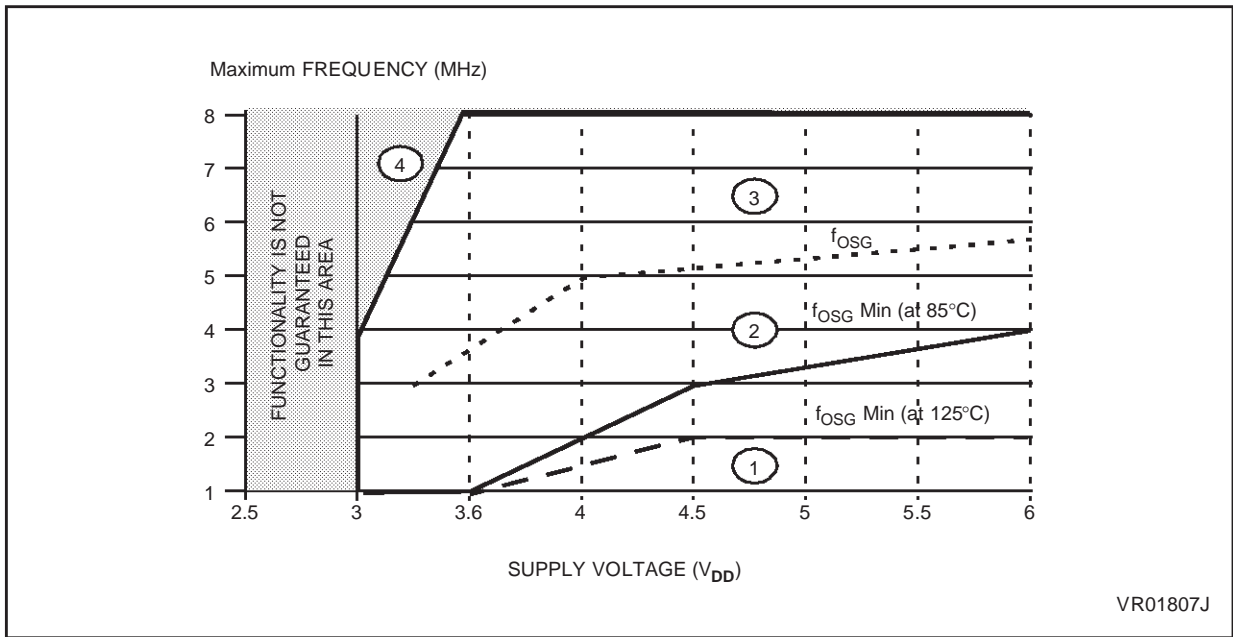 Maximum FREQUENCY (MHz)
8
7
6
5
4
3
2
1
FUNCTIONALITY IS NOT
GUARANTEED
IN THIS AREA
4
3
fOSG
fOSG Min (at 85°C)
2
fOSG Min (at 125°C)
1
2.5 3 3.6 4 4.5 5 5.5 6
SUPPLY VOLTAGE (VDD)
VR01807J